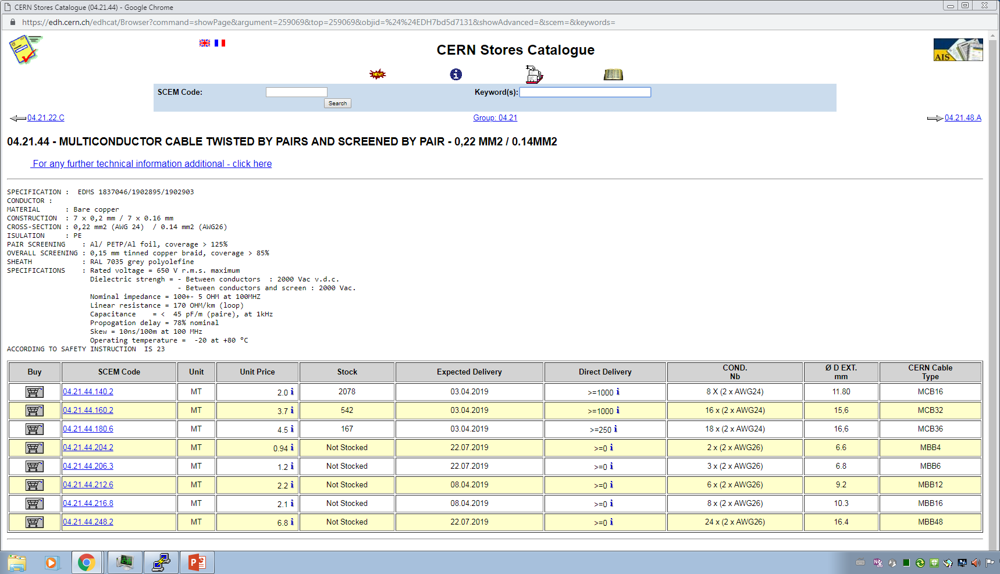 CERN Stores Catalogue (04.21.44) - Google Chrome
https://edh.cern.ch/edhcat/Browser?command=showPage&argument=259069&top=259069&objid=%24%24EDH7bd5d7131&showAdvanced=&scem=&keywords=
CERN Stores Catalogue
AIS
NEW!
SCEM Code: Keyword(s):
Search
04.21.22.C Group: 04.21 04.21.48.A
04.21.44 - MULTICONDUCTOR CABLE TWISTED BY PAIRS AND SCREENED BY PAIR - 0,22 MM2 / 0.14MM2
For any further technical information additional - click here
SPECIFICATION : EDMS 1837046/1902895/1902903
CONDUCTOR :
MATERIAL : Bare copper
CONSTRUCTION : 7 x 0,2 mm / 7 x 0.16 mm
CROSS-SECTION : 0,22 mm2 (AWG 24) / 0.14 mm2 (AWG26)
ISULATION : PE
PAIR SCREENING : Al/ PETP/Al foil, coverage > 125%
OVERALL SCREENING : 0,15 mm tinned copper braid, coverage > 85%
SHEATH : RAL 7035 grey polyolefine
SPECIFICATIONS : Rated voltage = 650 V r.m.s. maximum
Dielectric strengh = - Between conductors : 2000 Vac v.d.c.
- Between conductors and screen : 2000 Vac.
Nominal impedance = 100+- 5 OHM at 100MHZ
Linear resistance = 170 OHM/km (loop)
Capacitance = < 45 pF/m (paire), at 1kHz
Propogation delay = 78% nominal
Skew = 10ns/100m at 100 MHz
Operating temperature = -20 at +80 °C
ACCORDING TO SAFETY INSTRUCTION IS 23
Buy SCEM Code Unit Unit Price Stock Expected Delivery Direct Delivery COND. Nb Ø D EXT. mm CERN Cable Type
04.21.44.140.2 MT 2.0 i 2078 03.04.2019 >=1000 i 8 X (2 x AWG24) 11.80 MCB16
04.21.44.160.2 MT 3.7 i 542 03.04.2019 >=1000 i 16 x (2 x AWG24) 15,6 MCB32
04.21.44.180.6 MT 4.5 i 167 03.04.2019 >=250 i 18 x (2 x AWG24) 16,6 MCB36
04.21.44.204.2 MT 0.94 i Not Stocked 22.07.2019 >=0 i 2 x (2 x AWG26) 6.6 MBB4
04.21.44.206.3 MT 1.2 i Not Stocked 22.07.2019 >=0 i 3 x (2 x AWG26) 6.8 MBB6
04.21.44.212.6 MT 2.2 i Not Stocked 08.04.2019 >=0 i 6 x (2 x AWG26) 9.2 MBB12
04.21.44.216.8 MT 2.1 i Not Stocked 08.04.2019 >=0 i 8 x (2 x AWG26) 10.3 MBB16
04.21.44.248.2 MT 6.8 i Not Stocked 22.07.2019 >=0 i 24 x (2 x AWG26) 16.4 MBB48